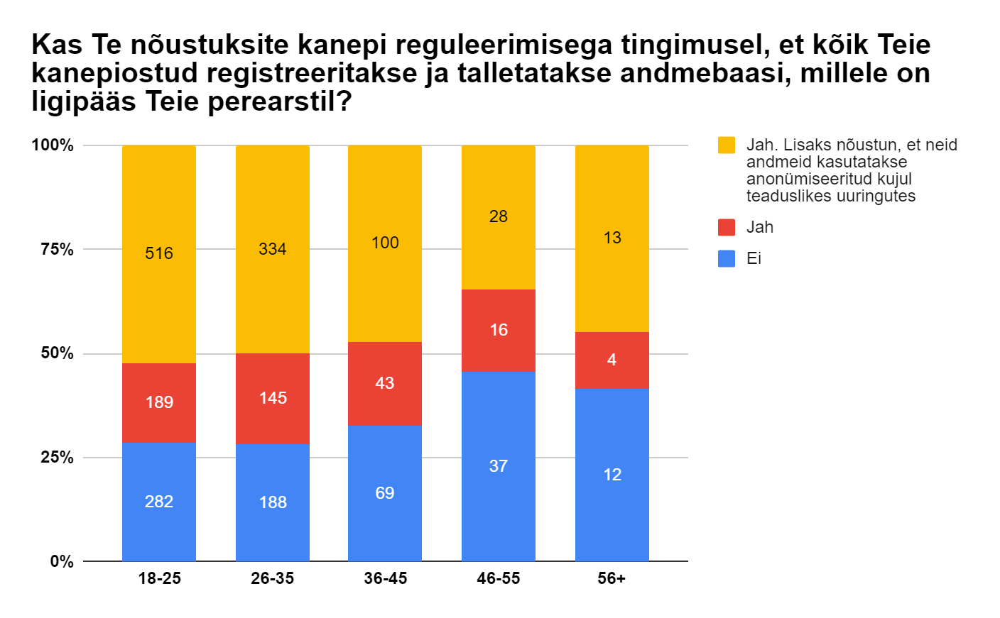 Kas Te nõustuksite kanepi reguleerimisega tingimusel, et kõik Teie
kanepiostud registreeritakse ja talletatakse andmebaasi, millele on
ligipääs Teie perearstil?
100%
75%
50%
25%
0%
516
334
100
28
13
189
145
43
16
4
282
188
69
37
12
18-25
26-35
36-45
46-55
56+
Jah. Lisaks nõustun, et neid
andmeid kasutatakse
anonümiseeritud kujul
teaduslikes uuringutes
Jah
Ei